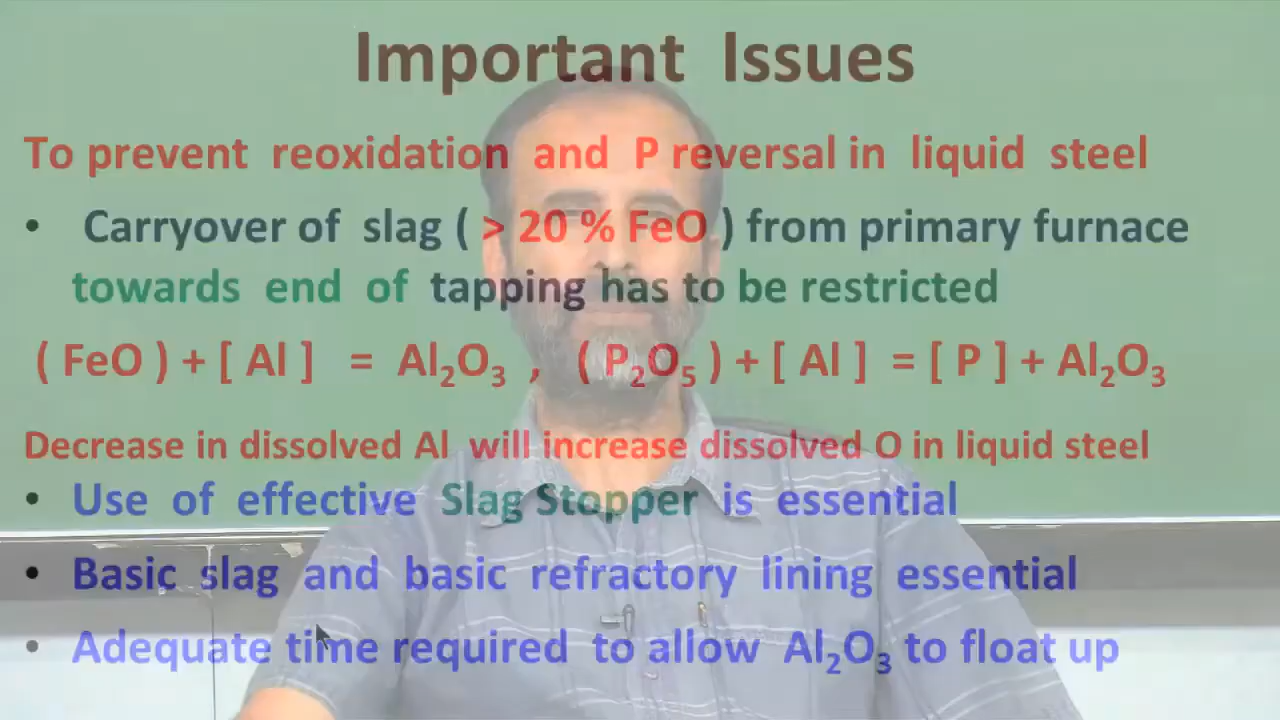 Important Issues
To prevent reoxidation and P reversal in liquid steel
• Carryover of slag ( > 20 % FeO ) from primary furnace
towards end of tapping has to be restricted
( FeO ) + [ Al ] = Al₂O₃ , ( P₂O₅ ) + [ Al ] = [ P ] + Al₂O₃
Decrease in dissolved Al will increase dissolved O in liquid steel
• Use of effective Slag Stopper is essential
• Basic slag and basic refractory lining essential
• Adequate time required to allow Al₂O₃ to float up